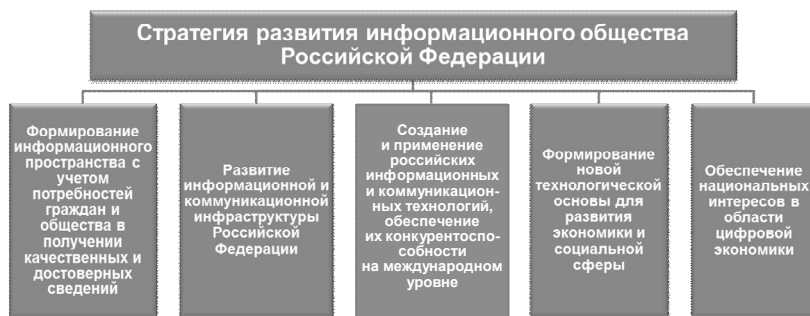 Стратегия развития информационного общества
Российской Федерации
Формирование
информационного
пространства с
учетом
потребностей
граждан и
общества в
получении
качественных и
достоверных
сведений
Развитие
информационной и
коммуникационной
инфраструктуры
Российской
Федерации
Создание
и применение
российских
информационных
и коммуникацион-
ных технологий,
обеспечение
их конкурентоспо-
собности
на международном
уровне
Формирование
новой
технологической
основы для
развития
экономики и
социальной
сферы
Обеспечение
национальных
интересов в
области
цифровой
экономики